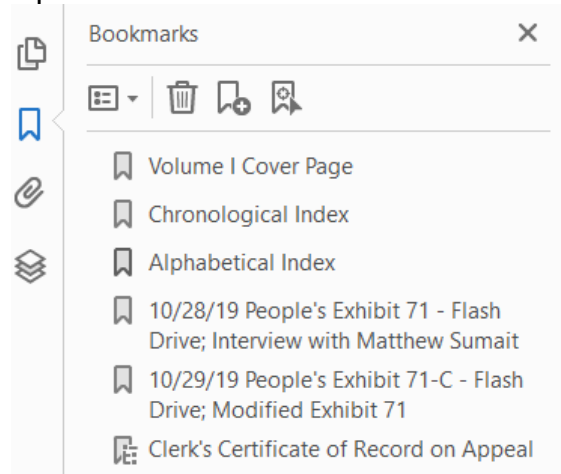 Bookmarks
Volume I Cover Page
Chronological Index
Alphabetical Index
10/28/19 People's Exhibit 71 - Flash
Drive; Interview with Matthew Sumait
10/29/19 People's Exhibit 71-C - Flash
Drive; Modified Exhibit 71
Clerk's Certificate of Record on Appeal